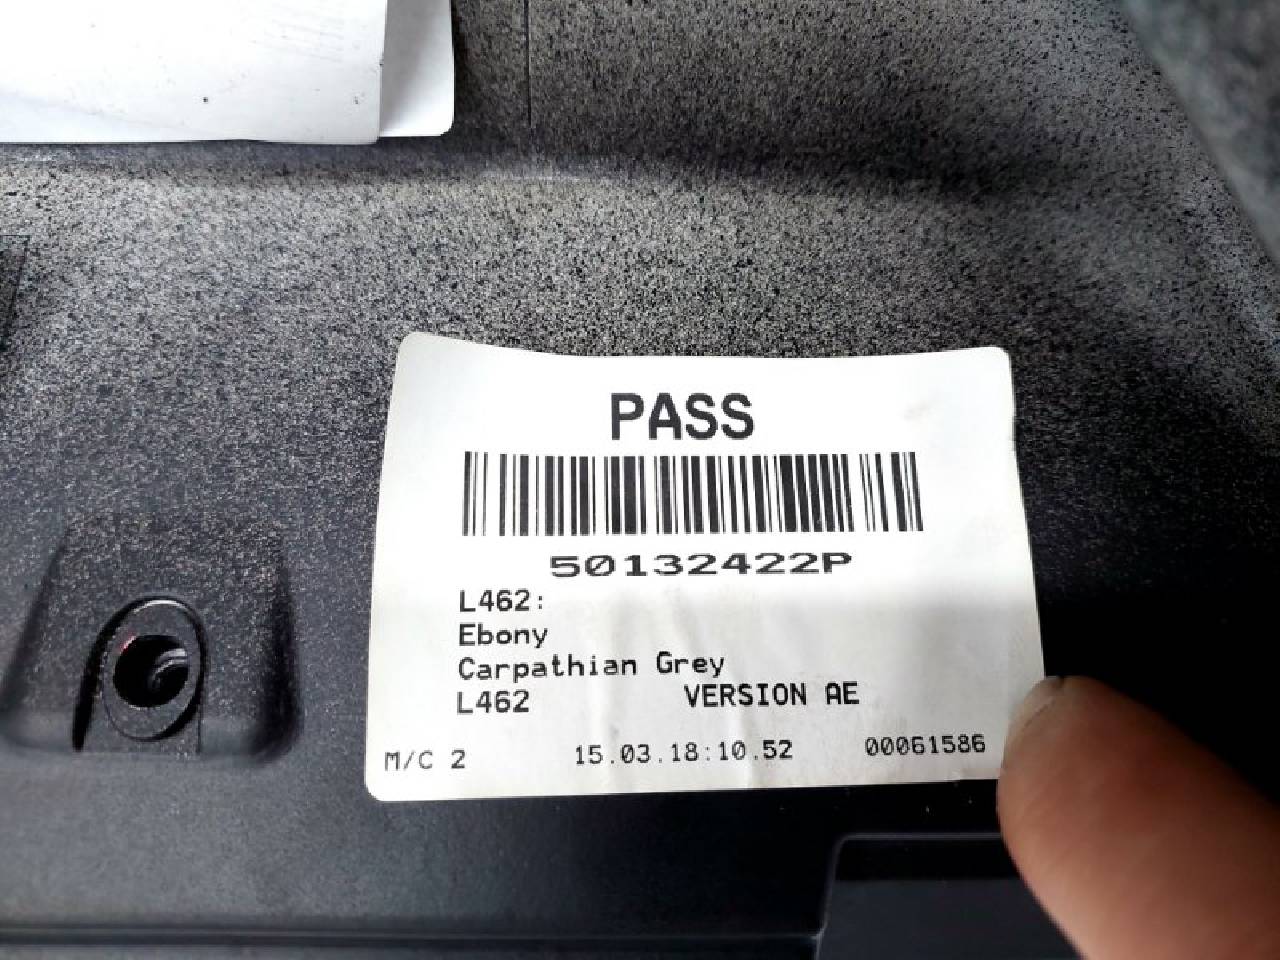 PASS
50132422P
L462:
Ebony
Carpathian Grey
L462 VERSION AE
M/C 2 15.03.18:10.52 00061586